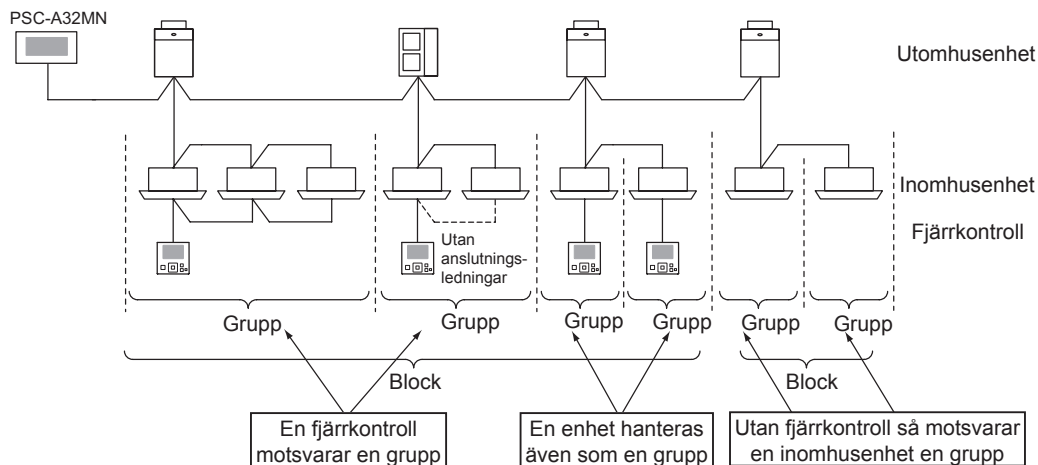 PSC-A32MN
Utomhusenhet
Inomhusenhet
Fjärrkontroll
Utan
anslutnings-
ledningar
Grupp
Grupp
Grupp
Grupp
Grupp
Grupp
Block
Block
En fjärrkontroll
motsvarar en grupp
En enhet hanteras
även som en grupp
Utan fjärrkontroll så motsvarar
en inomhusenhet en grupp